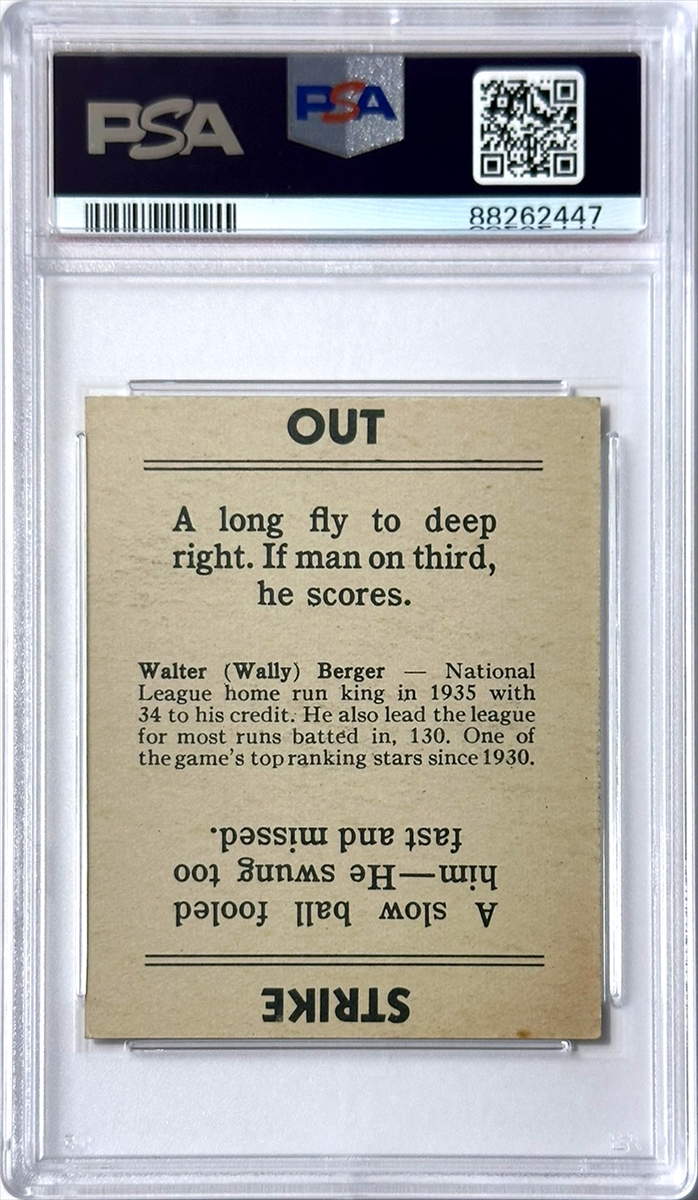 PSA
PSA
88262447
OUT
A long fly to deep
right. If man on third,
he scores.
Walter (Wally) Berger — National
League home run king in 1935 with
34 to his credit. He also lead the league
for most runs batted in, 130. One of
the game's top ranking stars since 1930.
STRIKE
A slow ball fooled
him—He swung too
fast and missed.